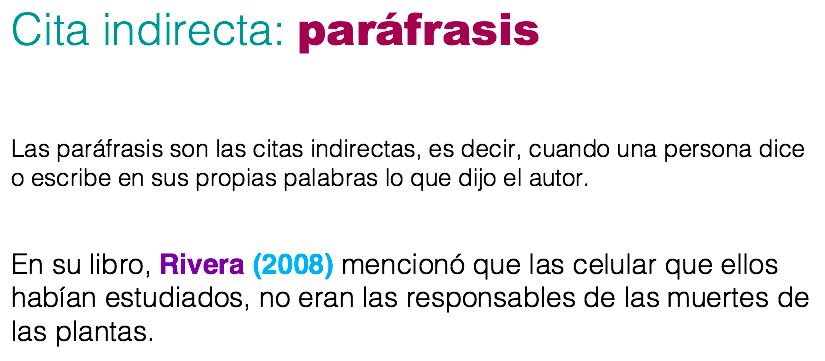 Cita indirecta: paráfrasis
Las paráfrasis son las citas indirectas, es decir, cuando una persona dice
o escribe en sus propias palabras lo que dijo el autor.
En su libro, Rivera (2008) mencionó que las celular que ellos
habían estudiados, no eran las responsables de las muertes de
las plantas.